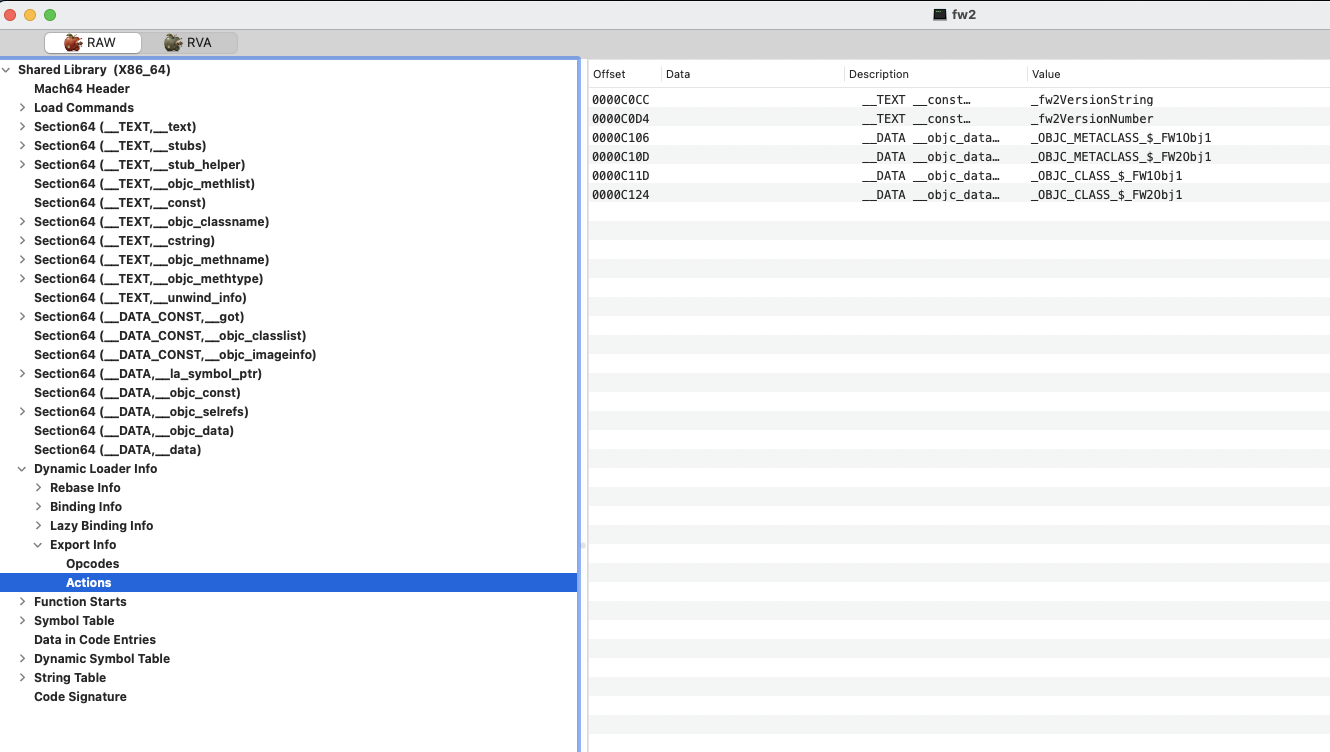 fw2
RAW RVA
Shared Library (X86_64)
Mach64 Header
Load Commands
Section64 (__TEXT,__text)
Section64 (__TEXT,__stubs)
Section64 (__TEXT,__stub_helper)
Section64 (__TEXT,__objc_methlist)
Section64 (__TEXT,__const)
Section64 (__TEXT,__objc_classname)
Section64 (__TEXT,__cstring)
Section64 (__TEXT,__objc_methname)
Section64 (__TEXT,__objc_methtype)
Section64 (__TEXT,__unwind_info)
Section64 (__DATA_CONST,__got)
Section64 (__DATA_CONST,__objc_classlist)
Section64 (__DATA_CONST,__objc_imageinfo)
Section64 (__DATA,__la_symbol_ptr)
Section64 (__DATA,__objc_const)
Section64 (__DATA,__objc_selrefs)
Section64 (__DATA,__objc_data)
Section64 (__DATA,__data)
Dynamic Loader Info
Rebase Info
Binding Info
Lazy Binding Info
Export Info
Opcodes
Actions
Function Starts
Symbol Table
Data in Code Entries
Dynamic Symbol Table
String Table
Code Signature
Offset Data Description Value
0000C0CC __TEXT __const… _fw2VersionString
0000C0D4 __TEXT __const… _fw2VersionNumber
0000C106 __DATA __objc_data… _OBJC_METACLASS_$_FW1Obj1
0000C10D __DATA __objc_data… _OBJC_METACLASS_$_FW2Obj1
0000C11D __DATA __objc_data… _OBJC_CLASS_$_FW1Obj1
0000C124 __DATA __objc_data… _OBJC_CLASS_$_FW2Obj1